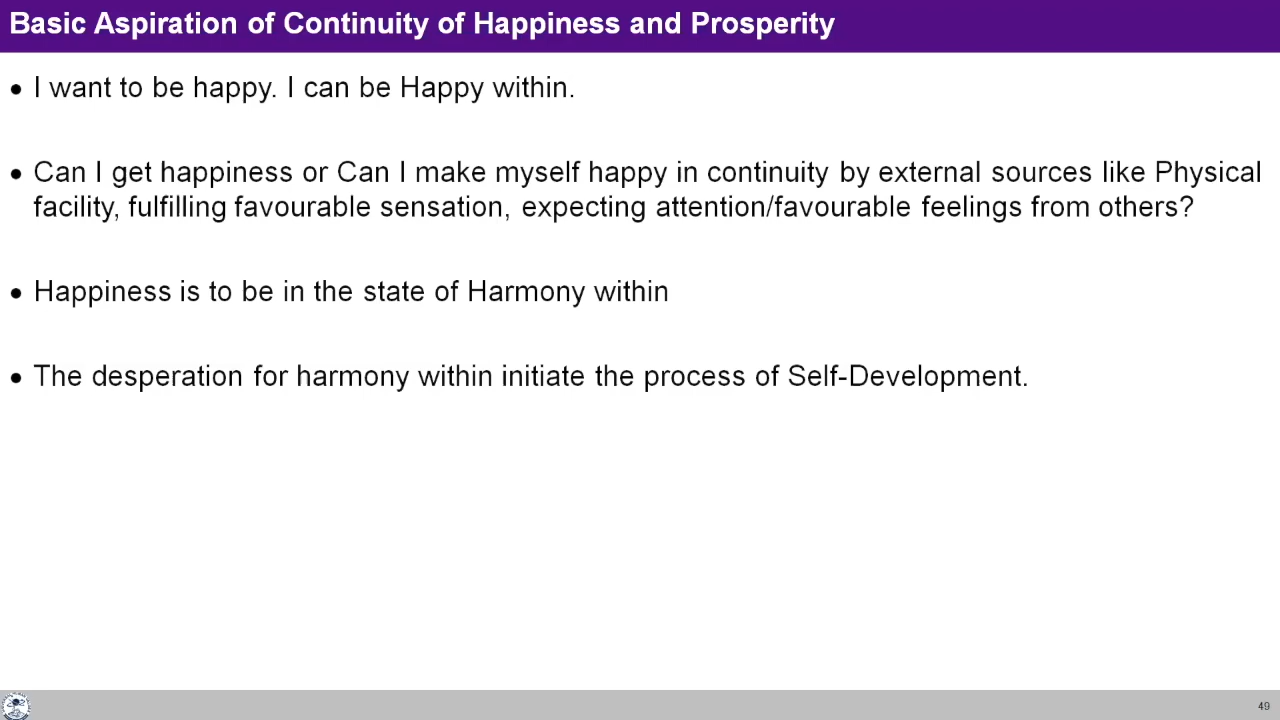 Basic Aspiration of Continuity of Happiness and Prosperity
• I want to be happy. I can be Happy within.
• Can I get happiness or Can I make myself happy in continuity by external sources like Physical
facility, fulfilling favourable sensation, expecting attention/favourable feelings from others?
• Happiness is to be in the state of Harmony within
• The desperation for harmony within initiate the process of Self-Development.
49